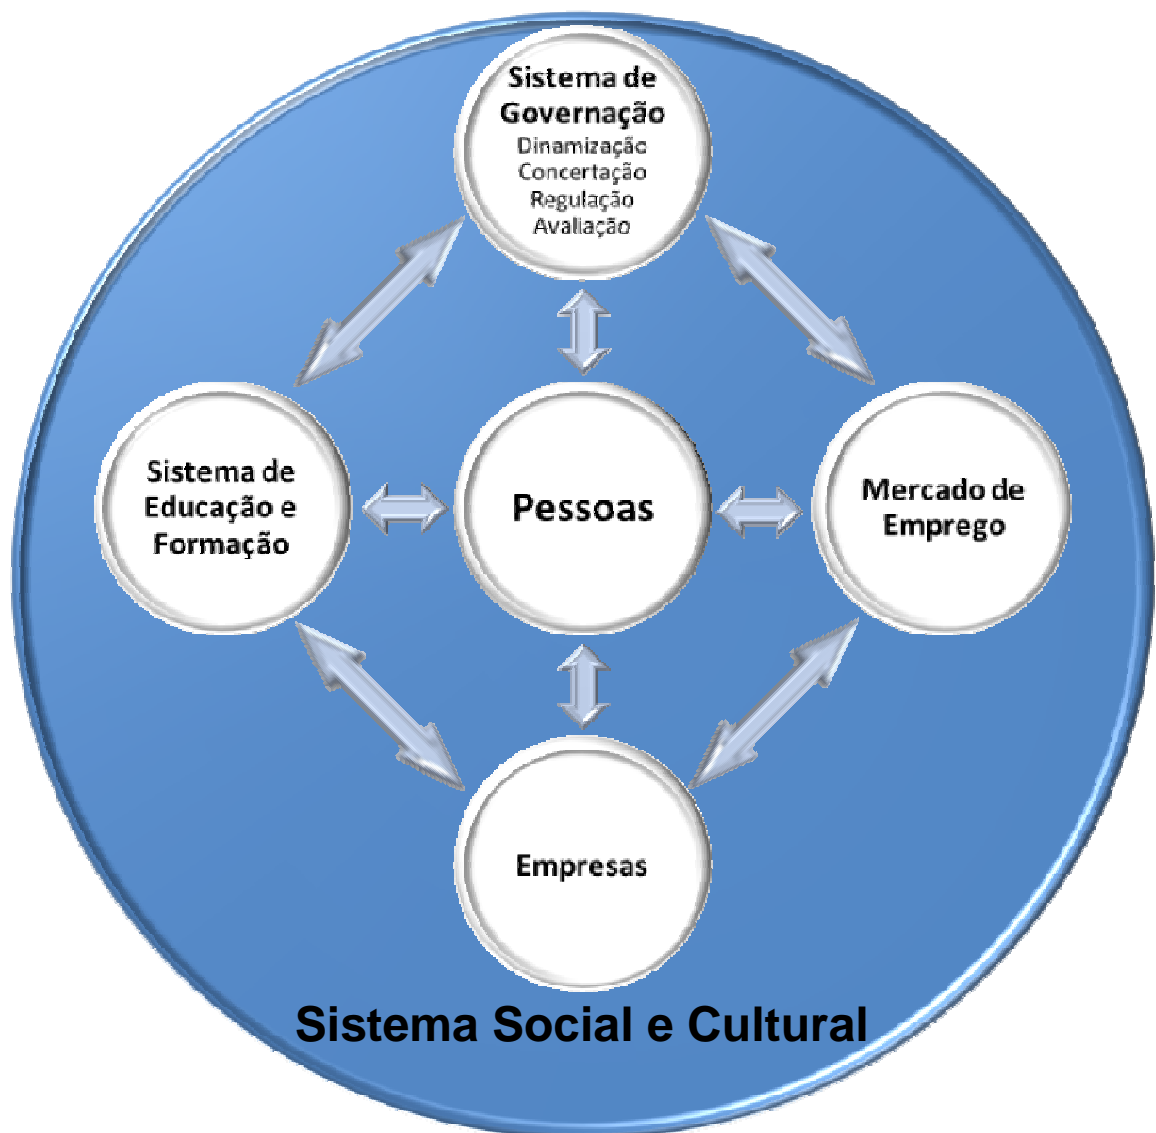 Sistema de
Governação
Dinamização
Concertação
Regulação
Avaliação
Sistema de
Educação e
Formação
Pessoas
Mercado de
Emprego
Empresas
Sistema Social e Cultural